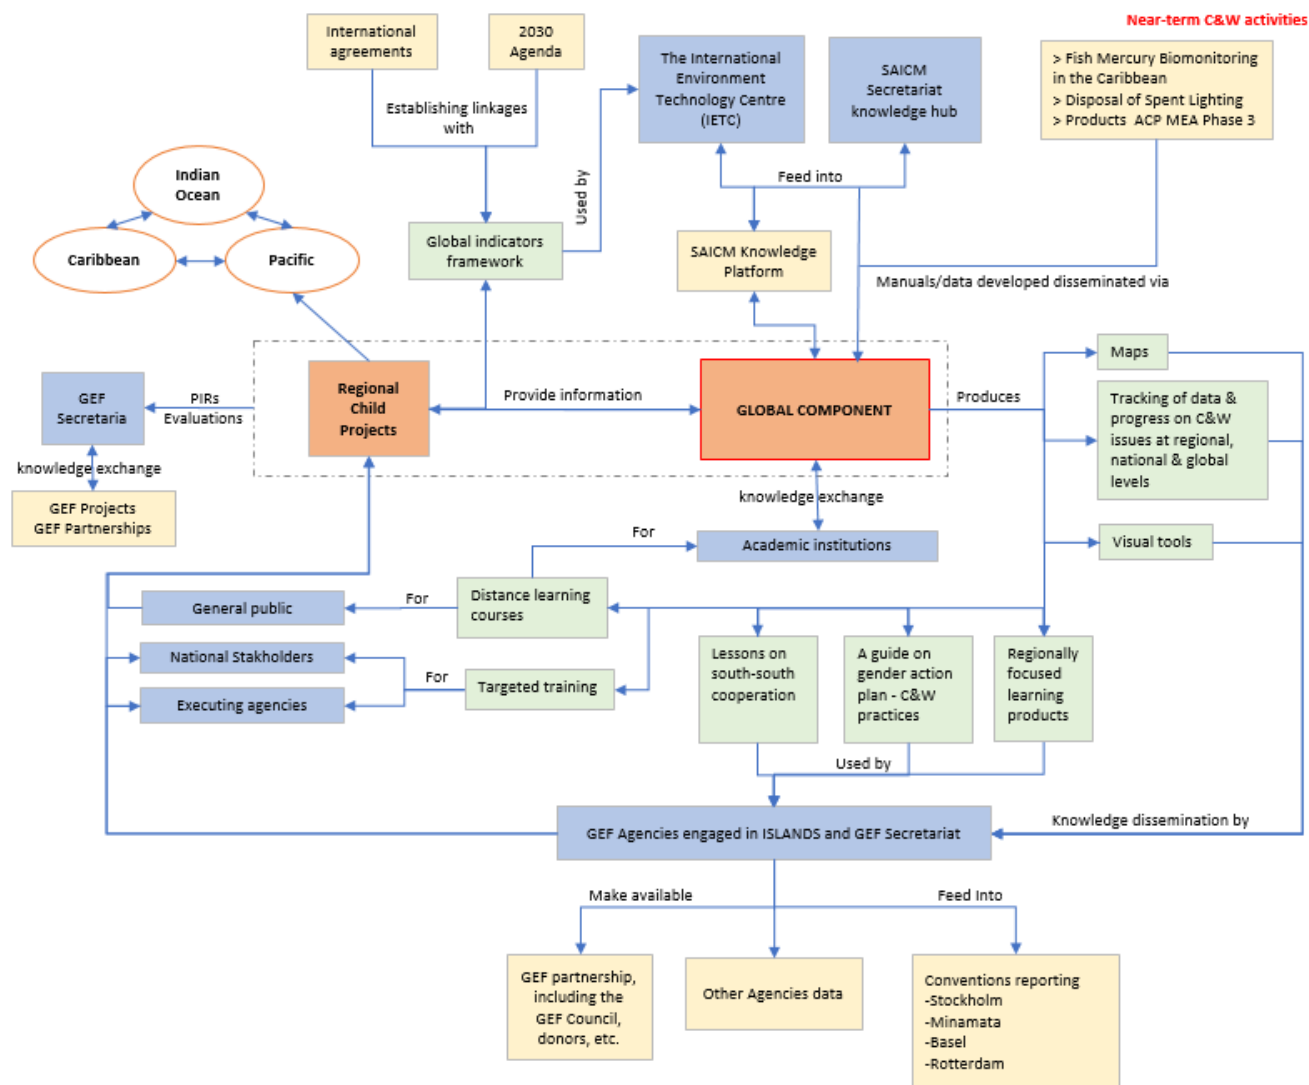 Near-term C&W activities
International
agreements
2030
Agenda
The International
Environment
Technology Centre
(IETC)
SAICM
Secretariat
knowledge hub
> Fish Mercury Biomonitoring
in the Caribbean
> Disposal of Spent Lighting
> Products  ACP MEA Phase 3
Establishing linkages
with
Used by
Feed into
Indian
Ocean
Caribbean
Pacific
Global indicators
framework
SAICM Knowledge
Platform
Manuals/data developed disseminated via
Maps
GEF
Secretaria
PIRs
Evaluations
Regional
Child
Projects
Provide information
GLOBAL COMPONENT
Produces
Tracking of data &
progress on C&W
issues at regional,
national & global
levels
knowledge exchange
GEF Projects
GEF Partnerships
knowledge exchange
For
Academic institutions
Visual tools
General public
For
Distance learning
courses
National Stakholders
For
Targeted training
Executing agencies
Lessons on
south-south
cooperation
A guide on
gender action
plan - C&W
practices
Regionally
focused
learning
products
Used by
GEF Agencies engaged in ISLANDS and GEF Secretariat
Knowledge dissemination by
Make available
Feed Into
GEF partnership,
including the
GEF Council,
donors, etc.
Other Agencies data
Conventions reporting
-Stockholm
-Minamata
-Basel
-Rotterdam